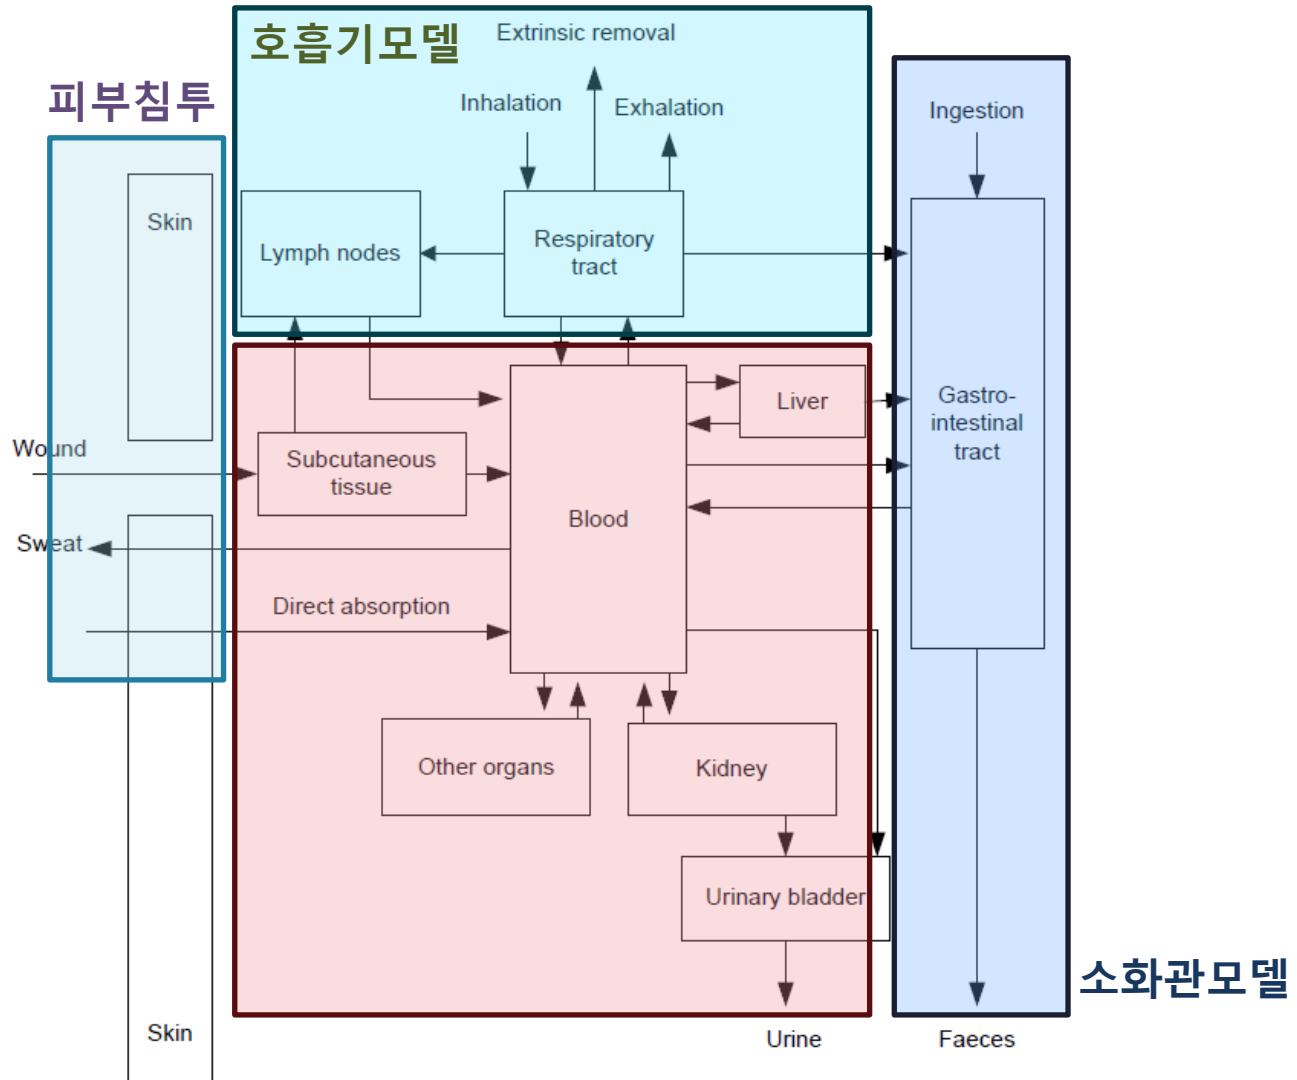 호흡기모델
Extrinsic removal
피부침투
Inhalation
Exhalation
Ingestion
Skin
Lymph nodes
Respiratory
tract
Liver
Gastro-
intestinal
tract
Wound
Subcutaneous
tissue
Blood
Sweat
Direct absorption
Other organs
Kidney
Urinary bladder
소화관모델
Skin
Urine
Faeces